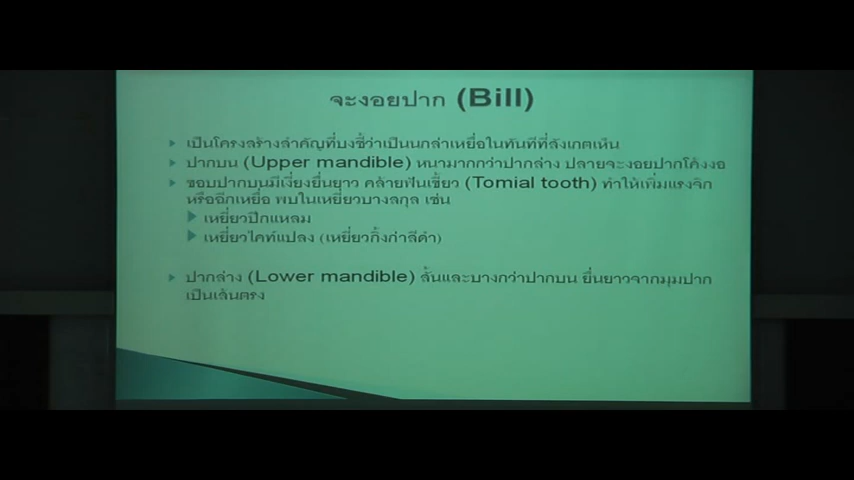 จะงอยปาก (Bill)
เป็นโครงสร้างสำคัญที่บ่งชี้ว่าเป็นนกล่าเหยื่อในทันทีที่สังเกตเห็น
ปากบน (Upper mandible) หนามากกว่าปากล่าง ปลายจะงอยปากโค้งงอ
ขอบปากบนมีเงี่ยงยื่นยาว คล้ายฟันเขี้ยว (Tomial tooth) ทำให้เพิ่มแรงจิก
หรือฉีกเหยื่อ พบในเหยี่ยวบางสกุล เช่น
เหยี่ยวปีกแหลม
เหยี่ยวไคท์แปลง (เหยี่ยวกิ้งก่าสีดำ)
ปากล่าง (Lower mandible) สั้นและบางกว่าปากบน ยื่นยาวจากมุมปาก
เป็นเส้นตรง